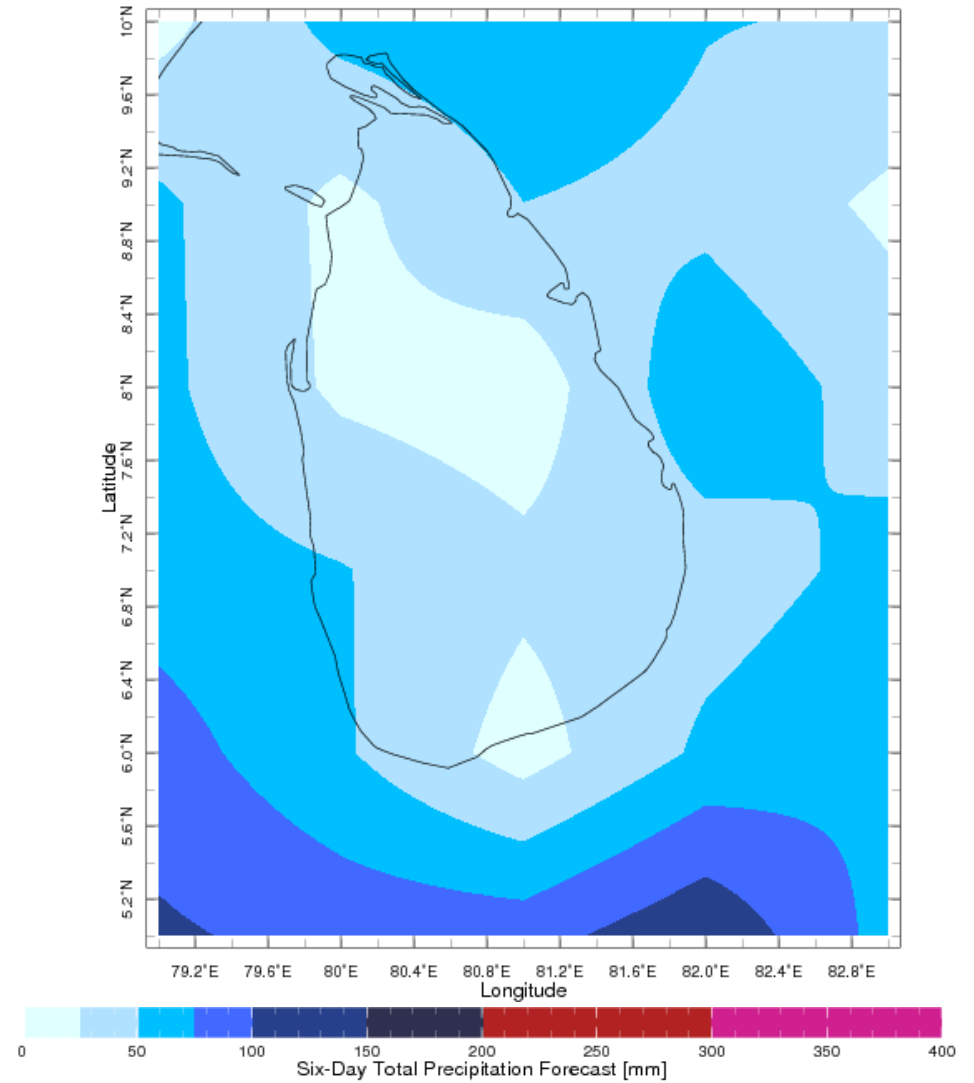 10˚N
9.6˚N
9.2˚N
8.8˚N
8.4˚N
8˚N
7.6˚N
7.2˚N
6.8˚N
6.4˚N
6.0˚N
5.6˚N
5.2˚N
Latitude
79.2˚E 79.6˚E 80˚E 80.4˚E 80.8˚E 81.2˚E 81.6˚E 82.0˚E 82.4˚E 82.8˚E
Longitude
0 50 100 150 200 250 300 350 400
Six-Day Total Precipitation Forecast [mm]